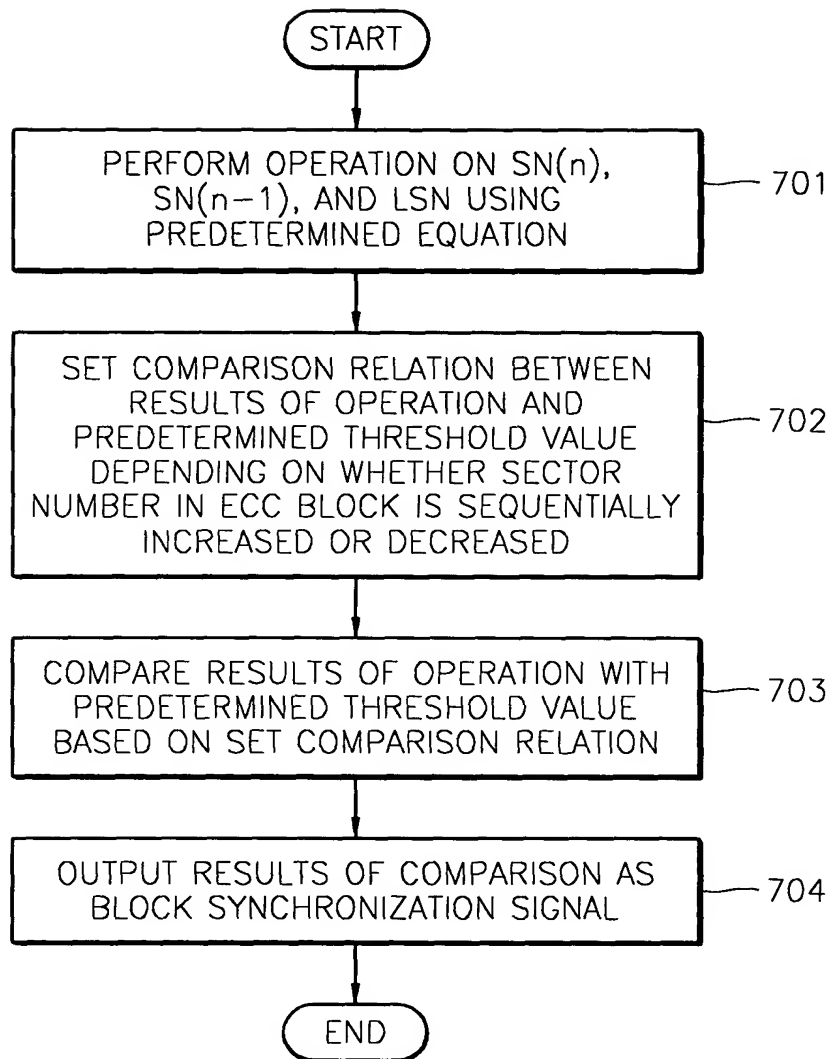 START
PERFORM OPERATION ON SN(n),
SN(n-1), AND LSN USING
PREDETERMINED EQUATION
701
SET COMPARISON RELATION BETWEEN
RESULTS OF OPERATION AND
PREDETERMINED THRESHOLD VALUE
DEPENDING ON WHETHER SECTOR
NUMBER IN ECC BLOCK IS SEQUENTIALLY
INCREASED OR DECREASED
702
COMPARE RESULTS OF OPERATION WITH
PREDETERMINED THRESHOLD VALUE
BASED ON SET COMPARISON RELATION
703
OUTPUT RESULTS OF COMPARISON AS
BLOCK SYNCHRONIZATION SIGNAL
704
END